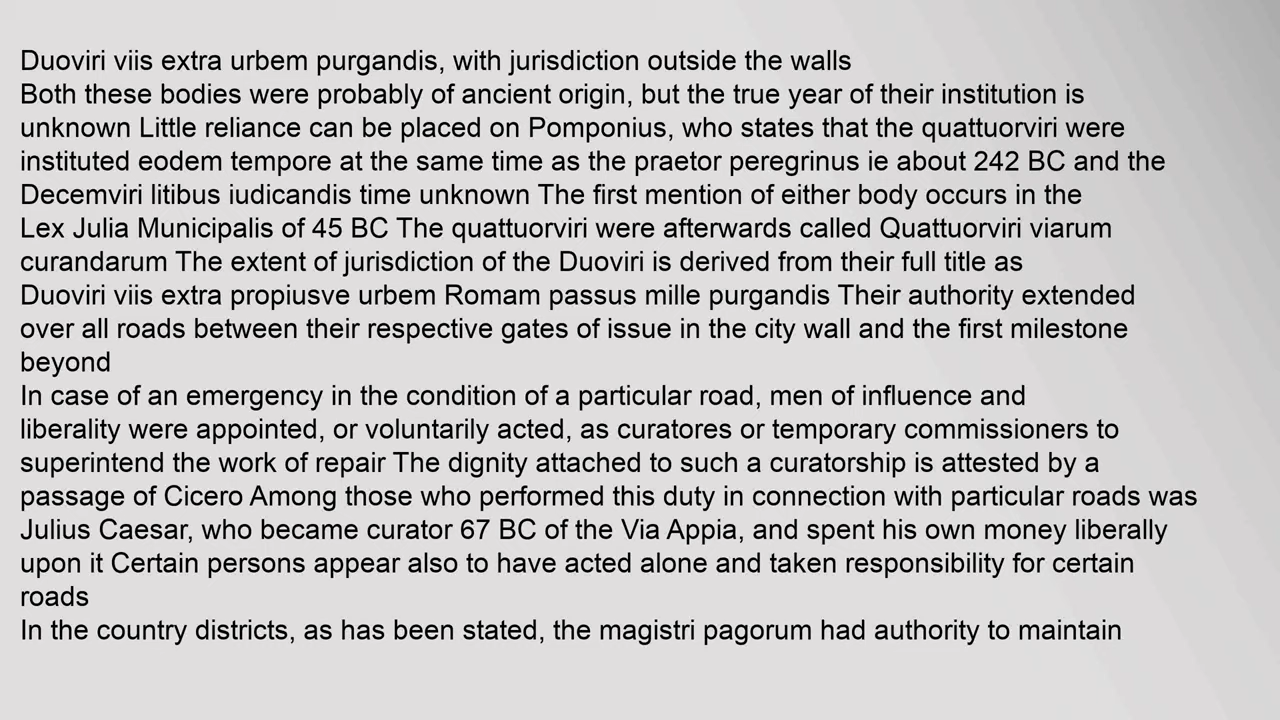 Duoviri viis extra urbem purgandis, with jurisdiction outside the walls
Both these bodies were probably of ancient origin, but the true year of their institution is
unknown Little reliance can be placed on Pomponius, who states that the quattuorviri were
instituted eodem tempore at the same time as the praetor peregrinus ie about 242 BC and the
Decemviri litibus iudicandis time unknown The first mention of either body occurs in the
Lex Julia Municipalis of 45 BC The quattuorviri were afterwards called Quattuorviri viarum
curandarum The extent of jurisdiction of the Duoviri is derived from their full title as
Duoviri viis extra propiusve urbem Romam passus mille purgandis Their authority extended
over all roads between their respective gates of issue in the city wall and the first milestone
beyond
In case of an emergency in the condition of a particular road, men of influence and
liberality were appointed, or voluntarily acted, as curatores or temporary commissioners to
superintend the work of repair The dignity attached to such a curatorship is attested by a
passage of Cicero Among those who performed this duty in connection with particular roads was
Julius Caesar, who became curator 67 BC of the Via Appia, and spent his own money liberally
upon it Certain persons appear also to have acted alone and taken responsibility for certain
roads
In the country districts, as has been stated, the magistri pagorum had authority to maintain